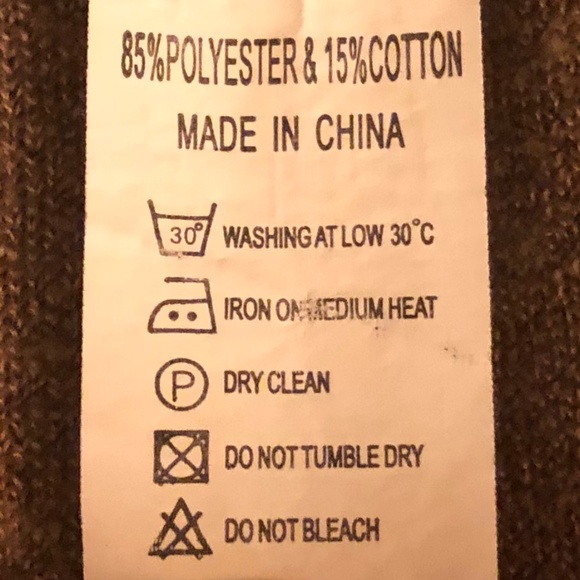 85%POLYESTER & 15%COTTON
MADE IN CHINA
30° WASHING AT LOW 30°C
IRON ON MEDIUM HEAT
P DRY CLEAN
DO NOT TUMBLE DRY
DO NOT BLEACH